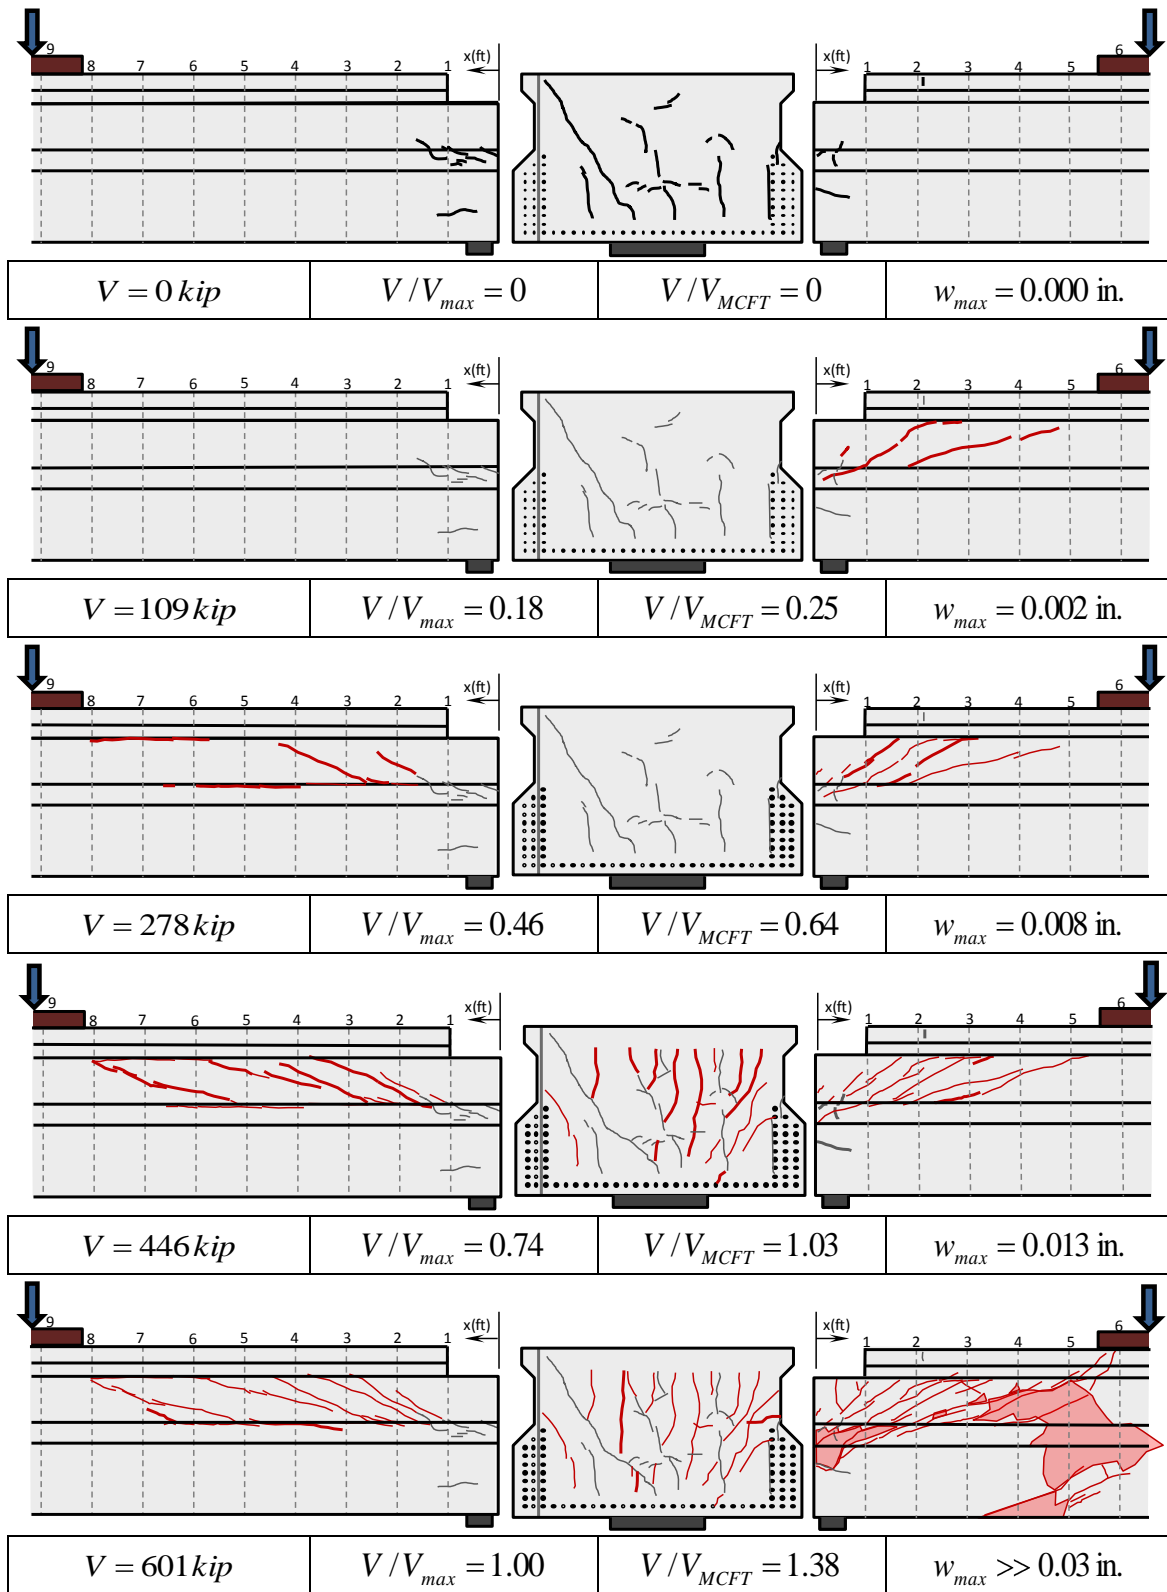 9 8 7 6 5 4 3 2 1 x(ft) x(ft) 1 2 3 4 5 6
V = 0 kip V/V_max = 0 V/V_MCFT = 0 w_max = 0.000 in.
9 8 7 6 5 4 3 2 1 x(ft) x(ft) 1 2 3 4 5 6
V = 109 kip V/V_max = 0.18 V/V_MCFT = 0.25 w_max = 0.002 in.
9 8 7 6 5 4 3 2 1 x(ft) x(ft) 1 2 3 4 5 6
V = 278 kip V/V_max = 0.46 V/V_MCFT = 0.64 w_max = 0.008 in.
9 8 7 6 5 4 3 2 1 x(ft) x(ft) 1 2 3 4 5 6
V = 446 kip V/V_max = 0.74 V/V_MCFT = 1.03 w_max = 0.013 in.
9 8 7 6 5 4 3 2 1 x(ft) x(ft) 1 2 3 4 5 6
V = 601 kip V/V_max = 1.00 V/V_MCFT = 1.38 w_max >> 0.03 in.